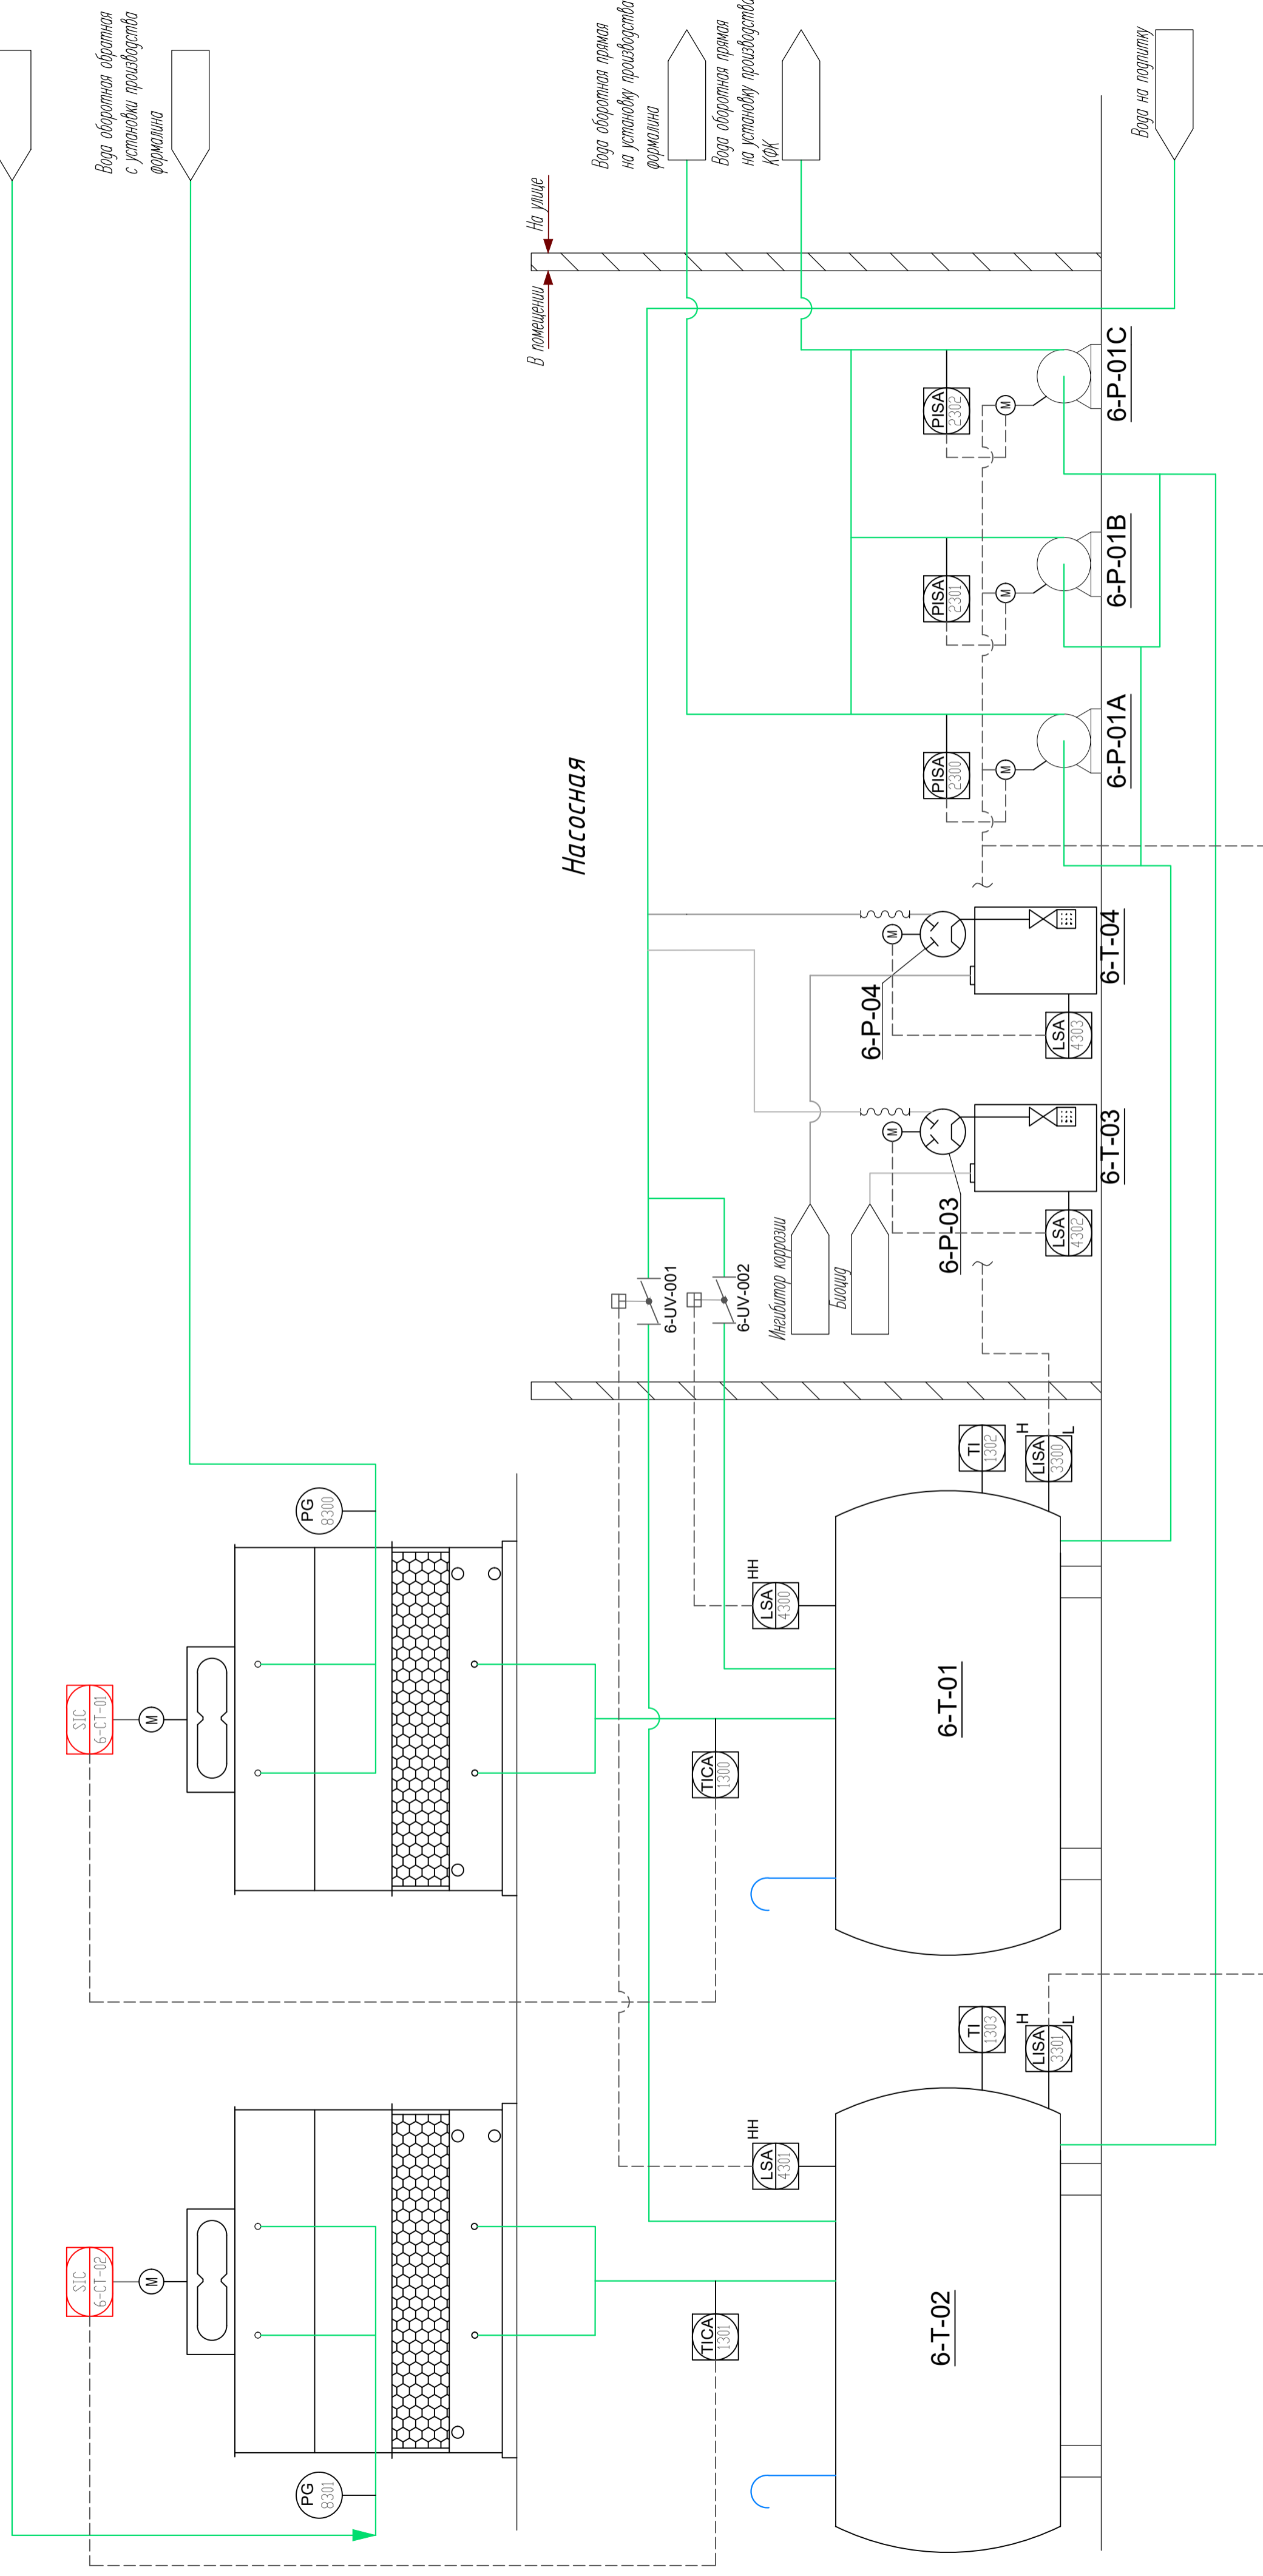 Вода оборотная обратная
с установки производства
формалина
Вода оборотная прямая
на установку производства
формалина
Вода оборотная прямая
на установку производства
КФК
Вода на подпитку
На улице
В помещении
Насосная
PISA
2302
M
6-P-01C
PISA
2301
M
6-P-01B
PISA
2300
M
6-P-01A
M
6-P-04
LSA
4303
6-T-04
M
6-P-03
LSA
4302
6-T-03
Ингибитор коррозии
Биоцид
6-UV-001
6-UV-002
PG
8300
SIC
6-CT-01
M
TICA
1300
LSA
4300
HH
TI
1302
LISA
3300
H
L
6-T-01
SIC
6-CT-02
M
PG
8301
TICA
1301
LSA
4301
HH
TI
1303
LISA
3301
H
L
6-T-02